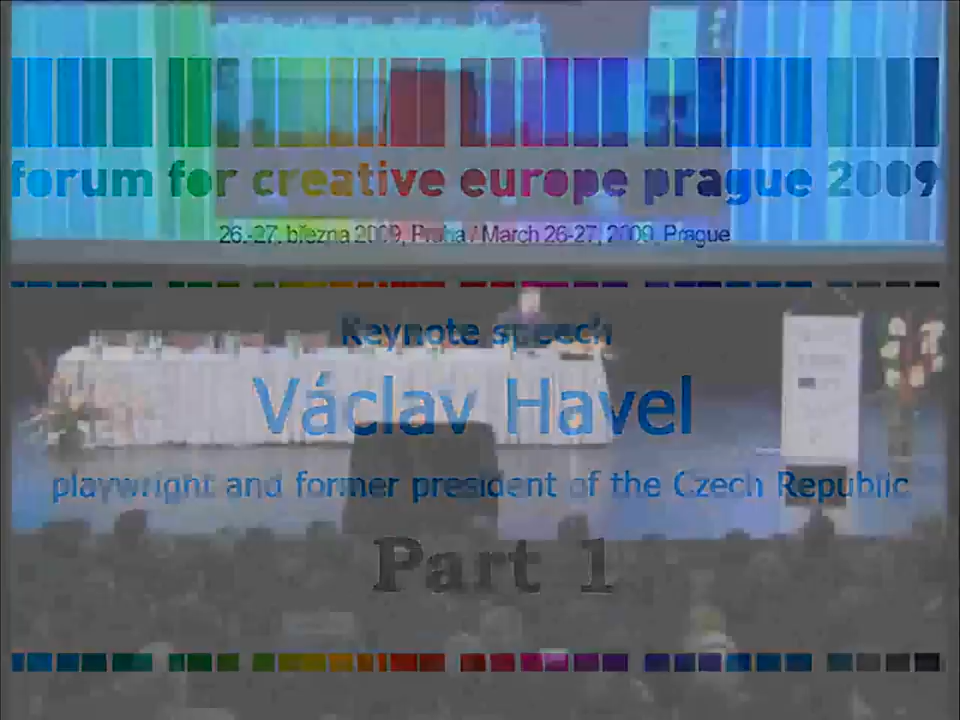 forum for creative europe prague 2009
26.-27. března 2009, Praha / March 26-27, 2009, Prague
Keynote speech
Václav Havel
playwright and former president of the Czech Republic
Part 1